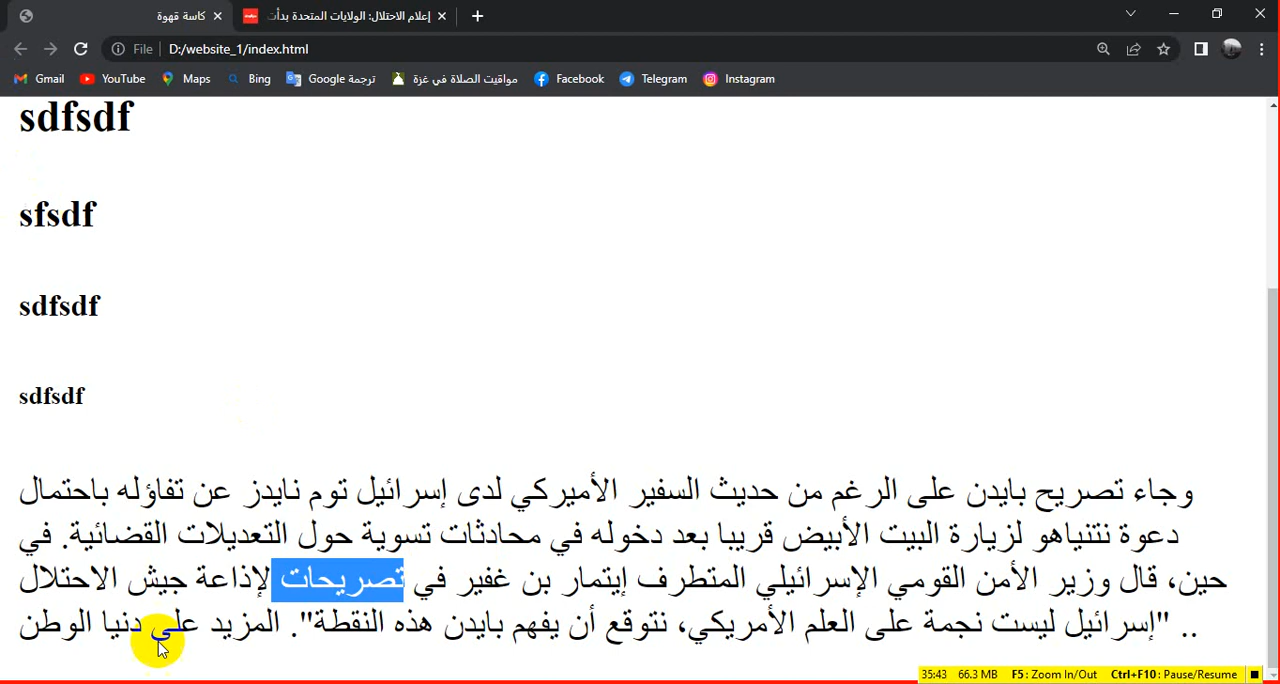 كاسة قهوة
إعلام الاحتلال: الولايات المتحدة بدأت
File D:/website_1/index.html
Gmail YouTube Maps Bing Google ترجمة مواقيت الصلاة في غزة Facebook Telegram Instagram
sdfsdf
sfsdf
sdfsdf
sdfsdf
وجاء تصريح بايدن على الرغم من حديث السفير الأميركي لدى إسرائيل توم نايدز عن تفاؤله باحتمال
دعوة نتنياهو لزيارة البيت الأبيض قريبا بعد دخوله في محادثات تسوية حول التعديلات القضائية. في
حين، قال وزير الأمن القومي الإسرائيلي المتطرف إيتمار بن غفير في تصريحات لإذاعة جيش الاحتلال
.. "إسرائيل ليست نجمة على العلم الأمريكي، نتوقع أن يفهم بايدن هذه النقطة". المزيد على دنيا الوطن
35:43 66.3 MB F5: Zoom In/Out Ctrl+F10: Pause/Resume